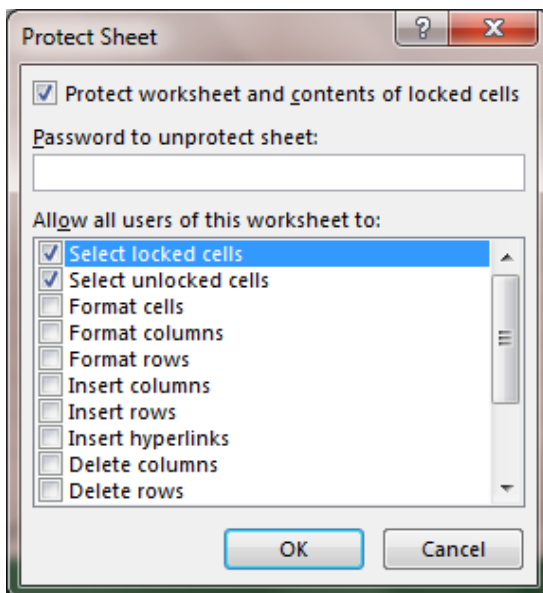 Protect Sheet
Protect worksheet and contents of locked cells
Password to unprotect sheet:
Allow all users of this worksheet to:
Select locked cells
Select unlocked cells
Format cells
Format columns
Format rows
Insert columns
Insert rows
Insert hyperlinks
Delete columns
Delete rows
OK Cancel